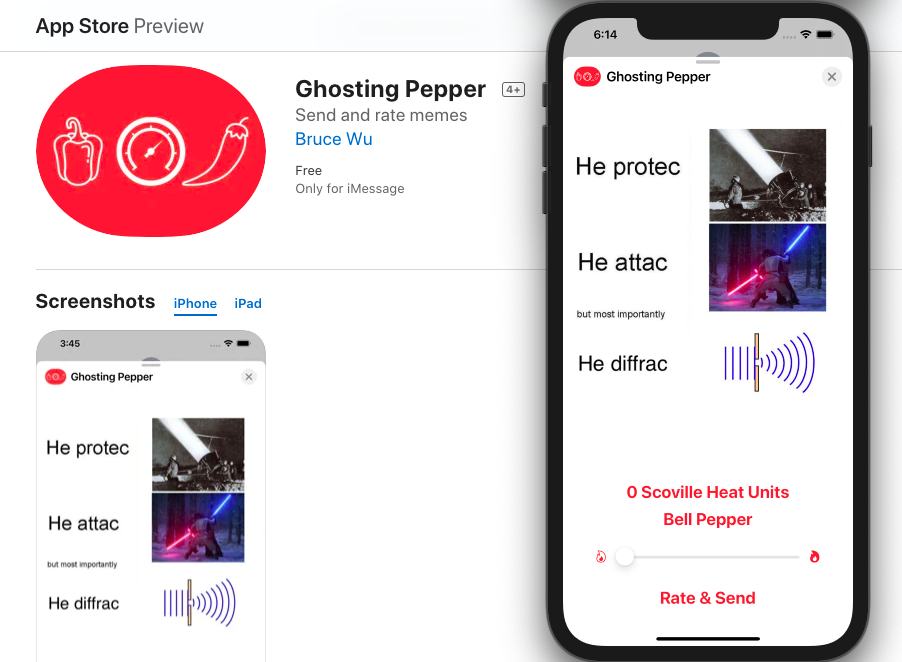 App Store Preview
Ghosting Pepper 4+
Send and rate memes
Bruce Wu
Free
Only for iMessage
Screenshots iPhone iPad
3:45
Ghosting Pepper
He protec
He attac
but most importantly
He diffrac
6:14
Ghosting Pepper
He protec
He attac
but most importantly
He diffrac
0 Scoville Heat Units
Bell Pepper
Rate & Send